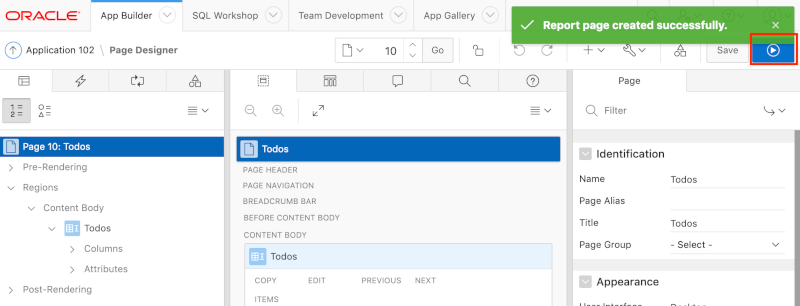 ORACLE App Builder SQL Workshop Team Development App Gallery
Report page created successfully.
Application 102 \ Page Designer 10 Go Save
Page
Filter
Page 10: Todos
Pre-Rendering
Regions
Content Body
Todos
Columns
Attributes
Post-Rendering
Todos
PAGE HEADER
PAGE NAVIGATION
BREADCRUMB BAR
BEFORE CONTENT BODY
CONTENT BODY
Todos
COPY EDIT PREVIOUS NEXT
ITEMS
Identification
Name Todos
Page Alias
Title Todos
Page Group - Select -
Appearance
User Interface Desktop